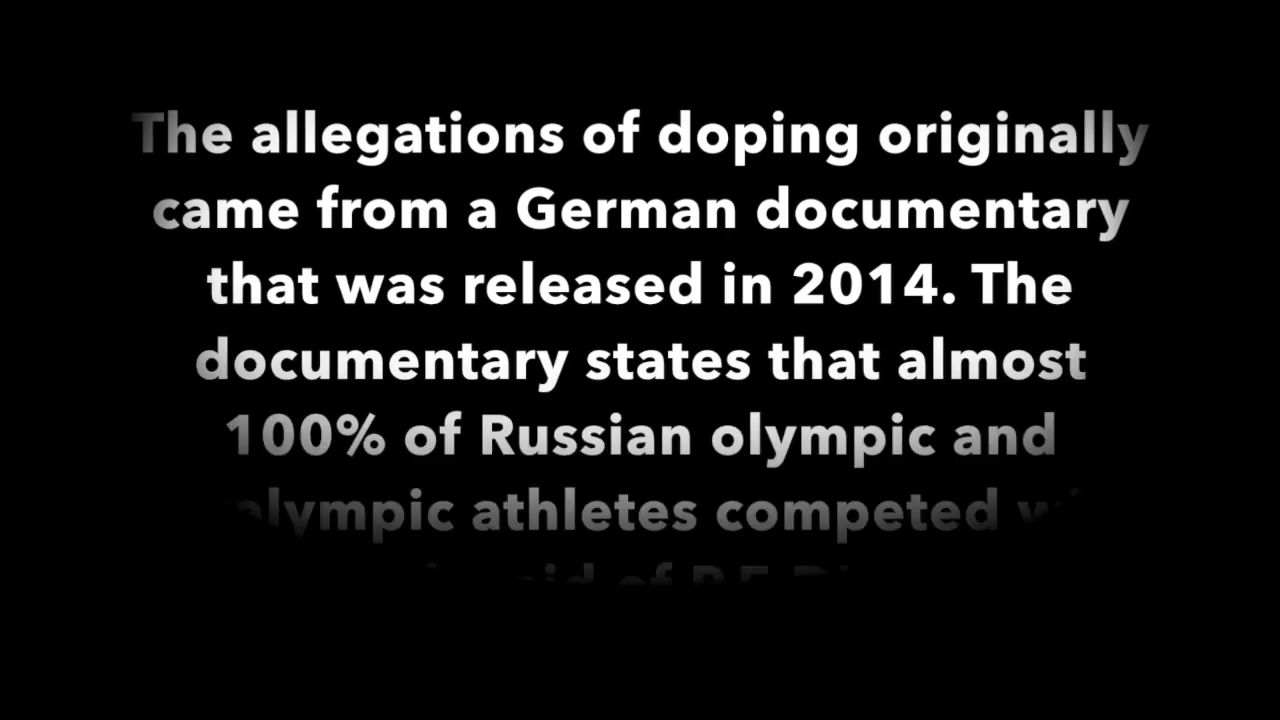 The allegations of doping originally
came from a German documentary
that was released in 2014. The
documentary states that almost
100% of Russian olympic and
athletes competed
of